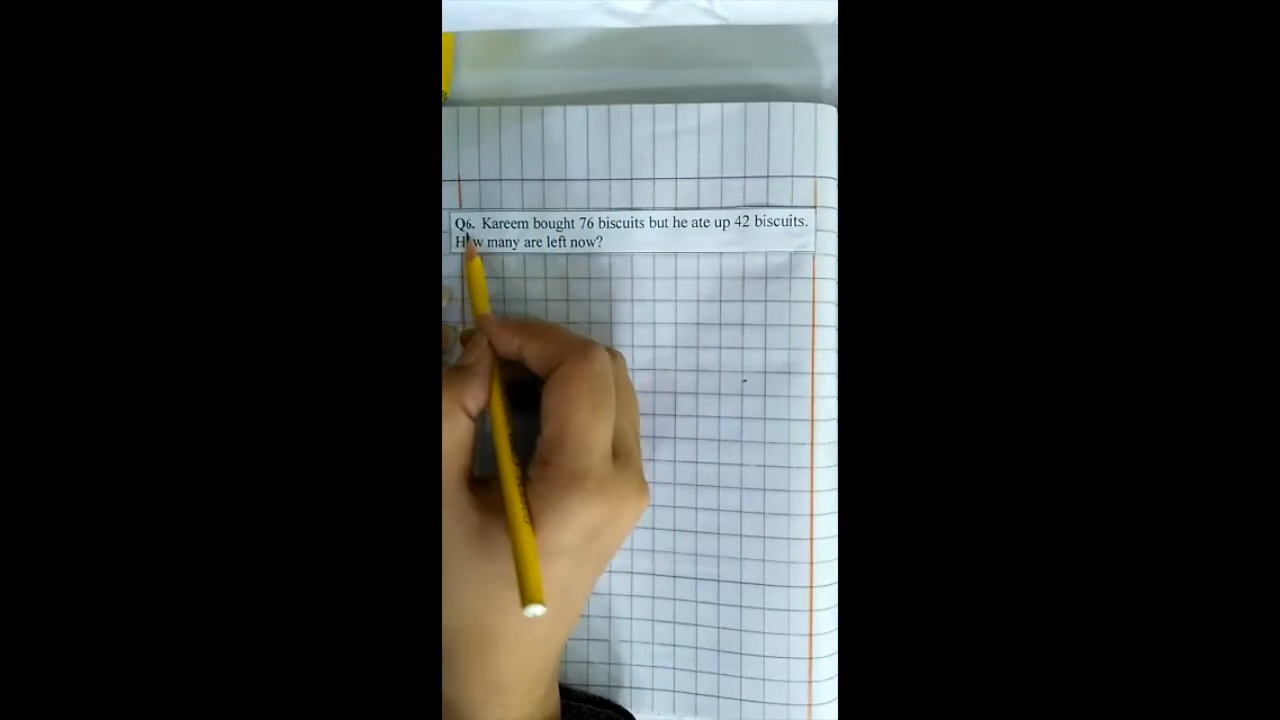 Q6. Kareem bought 76 biscuits but he ate up 42 biscuits.
How many are left now?